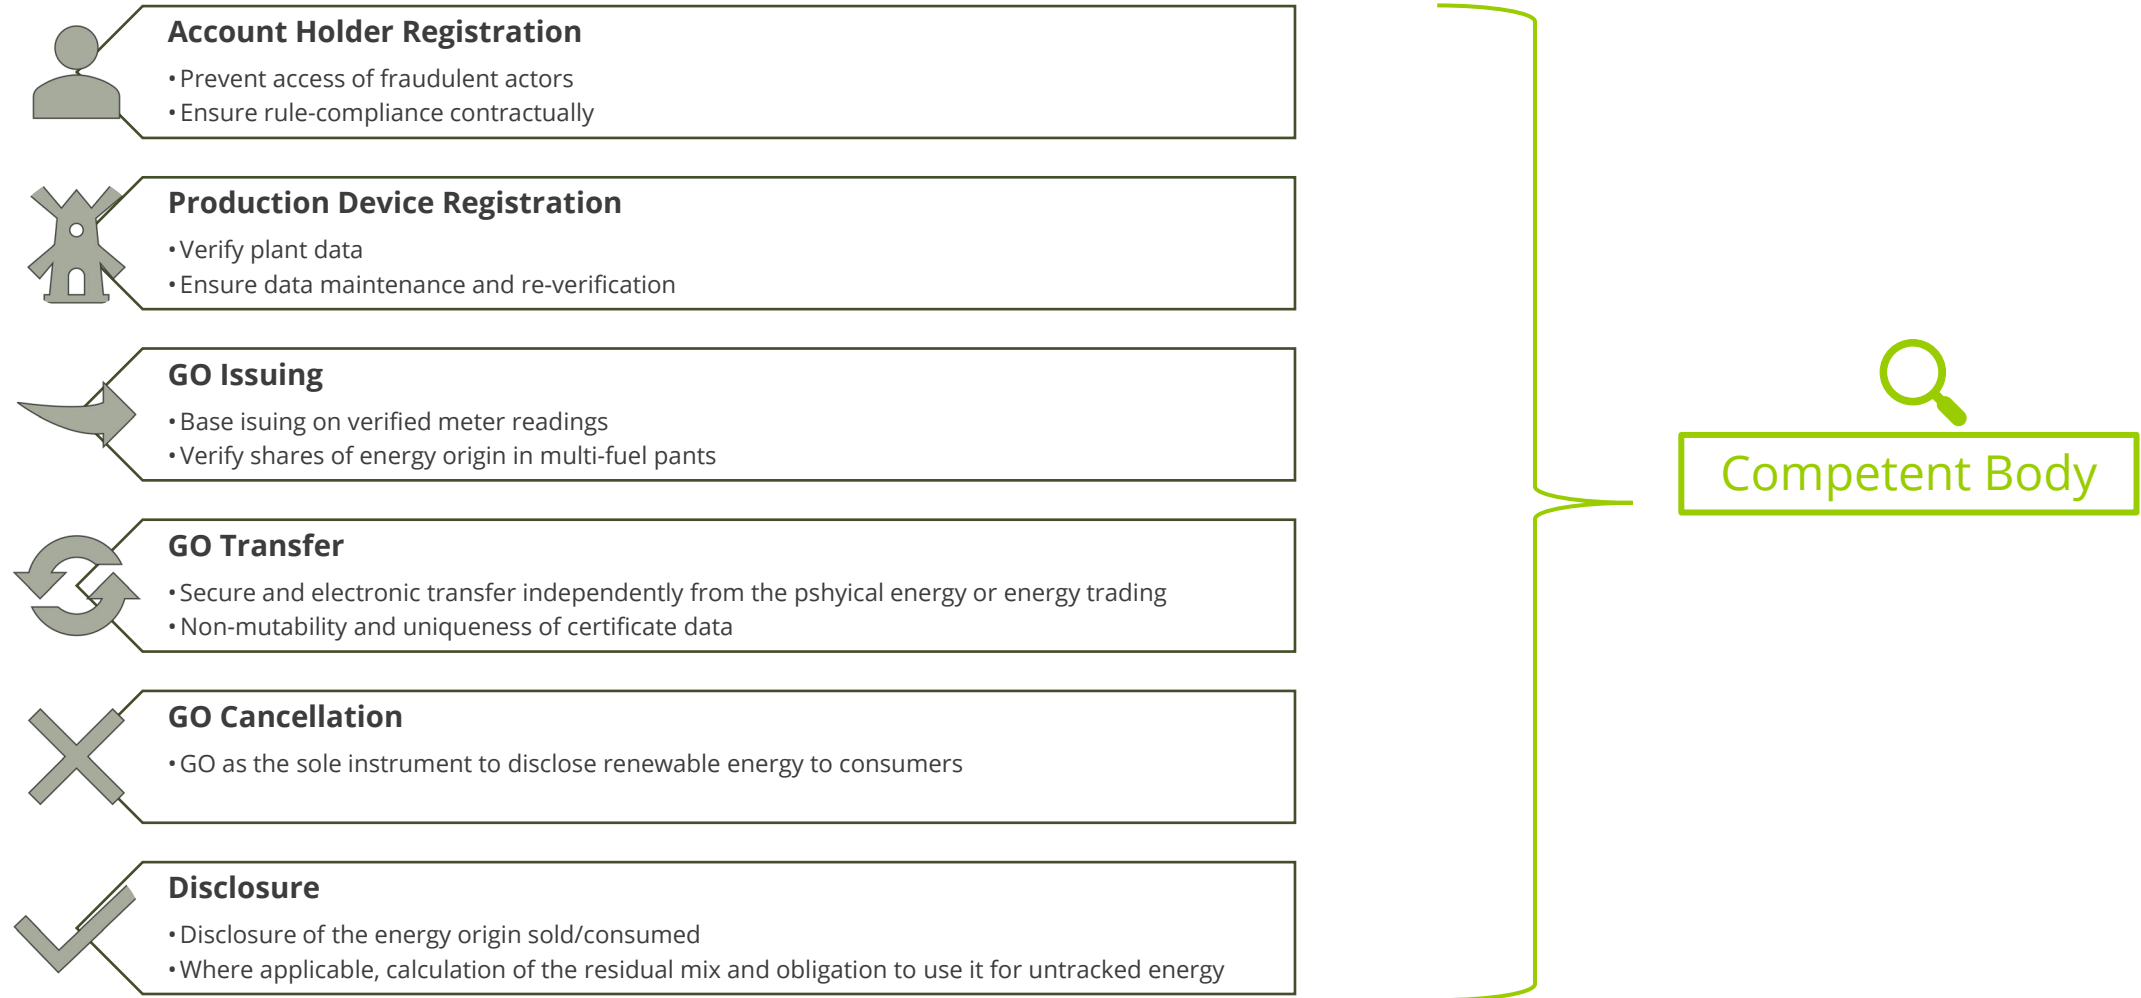 Account Holder Registration
•Prevent access of fraudulent actors
•Ensure rule-compliance contractually
Production Device Registration
•Verify plant data
•Ensure data maintenance and re-verification
GO Issuing
•Base isuing on verified meter readings
•Verify shares of energy origin in multi-fuel pants
GO Transfer
•Secure and electronic transfer independently from the pshyical energy or energy trading
•Non-mutability and uniqueness of certificate data
GO Cancellation
•GO as the sole instrument to disclose renewable energy to consumers
Disclosure
•Disclosure of the energy origin sold/consumed
•Where applicable, calculation of the residual mix and obligation to use it for untracked energy
Competent Body